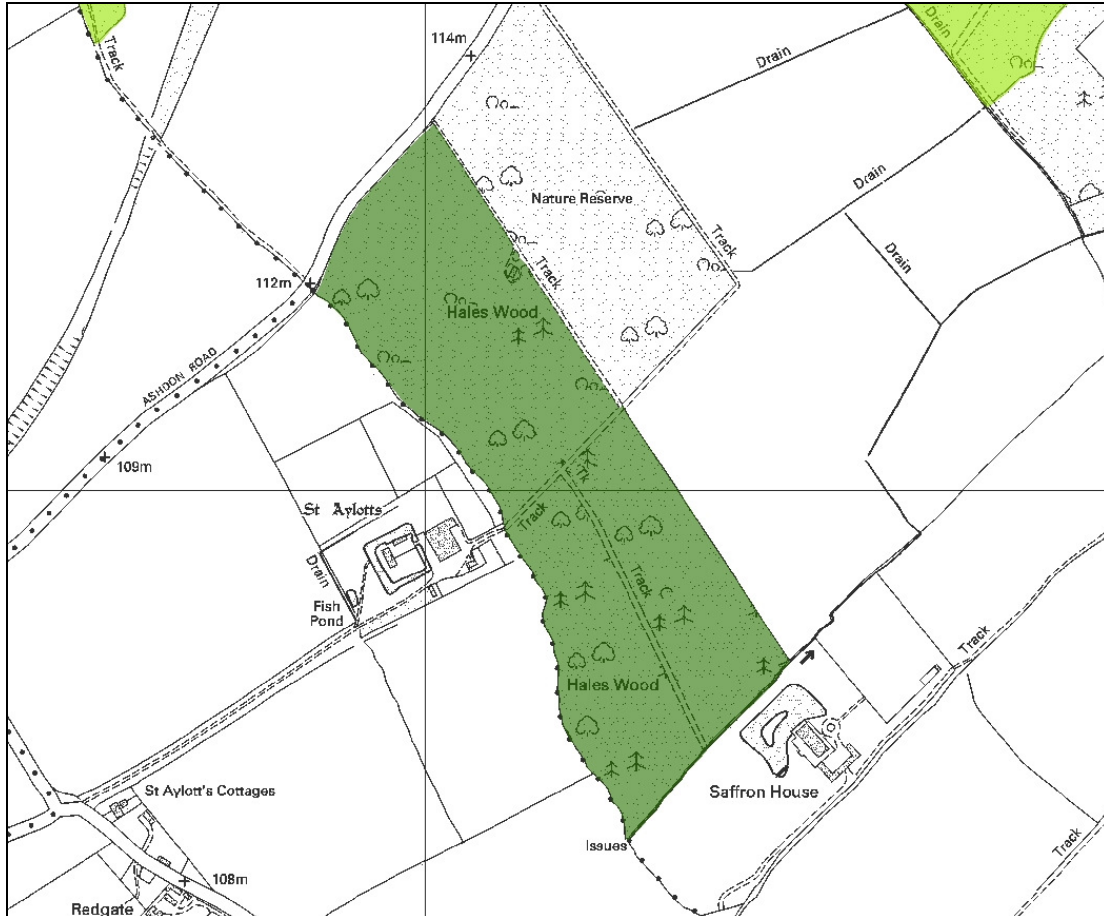 Track
114m
Drain
Drain
Nature Reserve
Drain
Track
Track
Drain
112m
Hales Wood
ASHDON ROAD
109m
Tk
St Aylotts
Track
Drain
Fish
Pond
Track
Track
Hales Wood
St Aylott's Cottages
Saffron House
Issues
Track
108m
Redgate